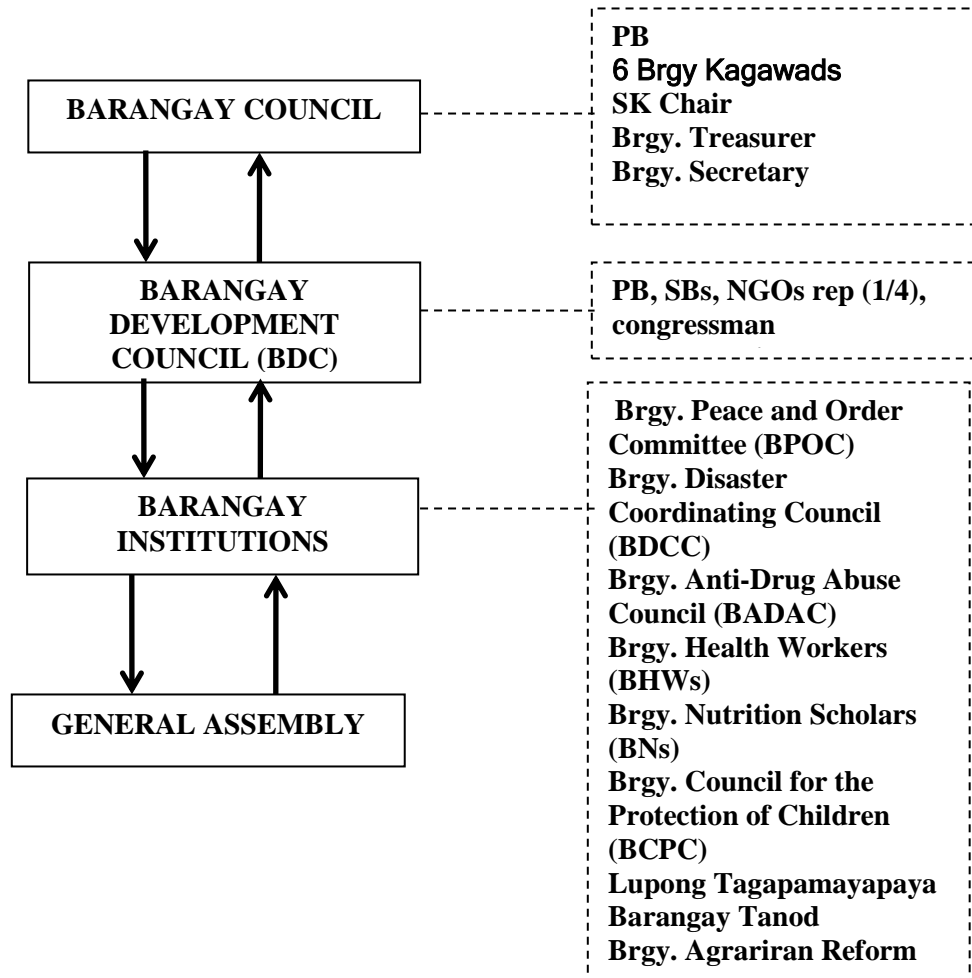 BARANGAY COUNCIL
PB
6 Brgy Kagawads
SK Chair
Brgy. Treasurer
Brgy. Secretary
BARANGAY
DEVELOPMENT
COUNCIL (BDC)
PB, SBs, NGOs rep (1/4),
congressman
BARANGAY
INSTITUTIONS
Brgy. Peace and Order
Committee (BPOC)
Brgy. Disaster
Coordinating Council
(BDCC)
Brgy. Anti-Drug Abuse
Council (BADAC)
Brgy. Health Workers
(BHWs)
Brgy. Nutrition Scholars
(BNs)
Brgy. Council for the
Protection of Children
(BCPC)
Lupong Tagapamayapaya
Barangay Tanod
Brgy. Agrariran Reform
GENERAL ASSEMBLY